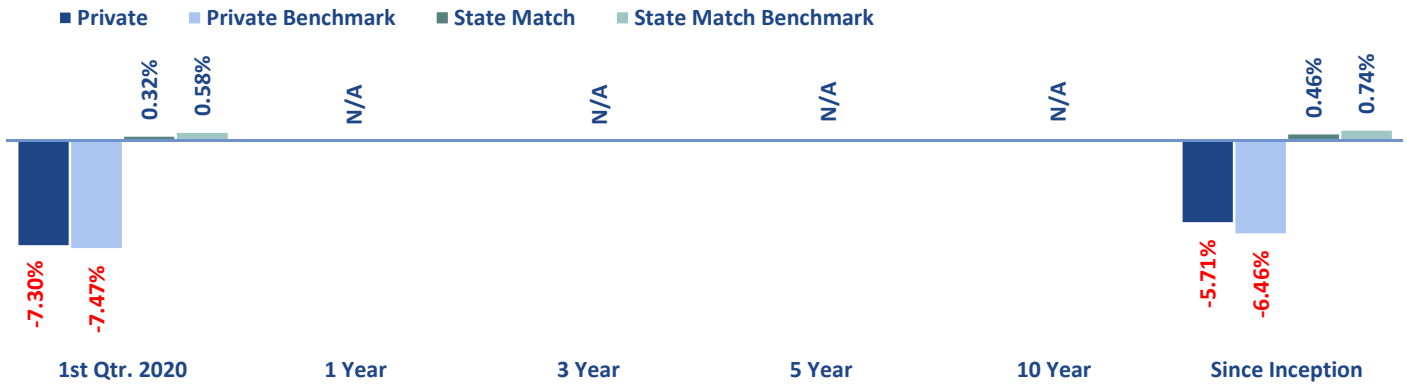 Private Private Benchmark State Match State Match Benchmark
0.32% 0.58% N/A N/A N/A N/A 0.46% 0.74%
-7.30% -7.47% -5.71% -6.46%
1st Qtr. 2020 1 Year 3 Year 5 Year 10 Year Since Inception